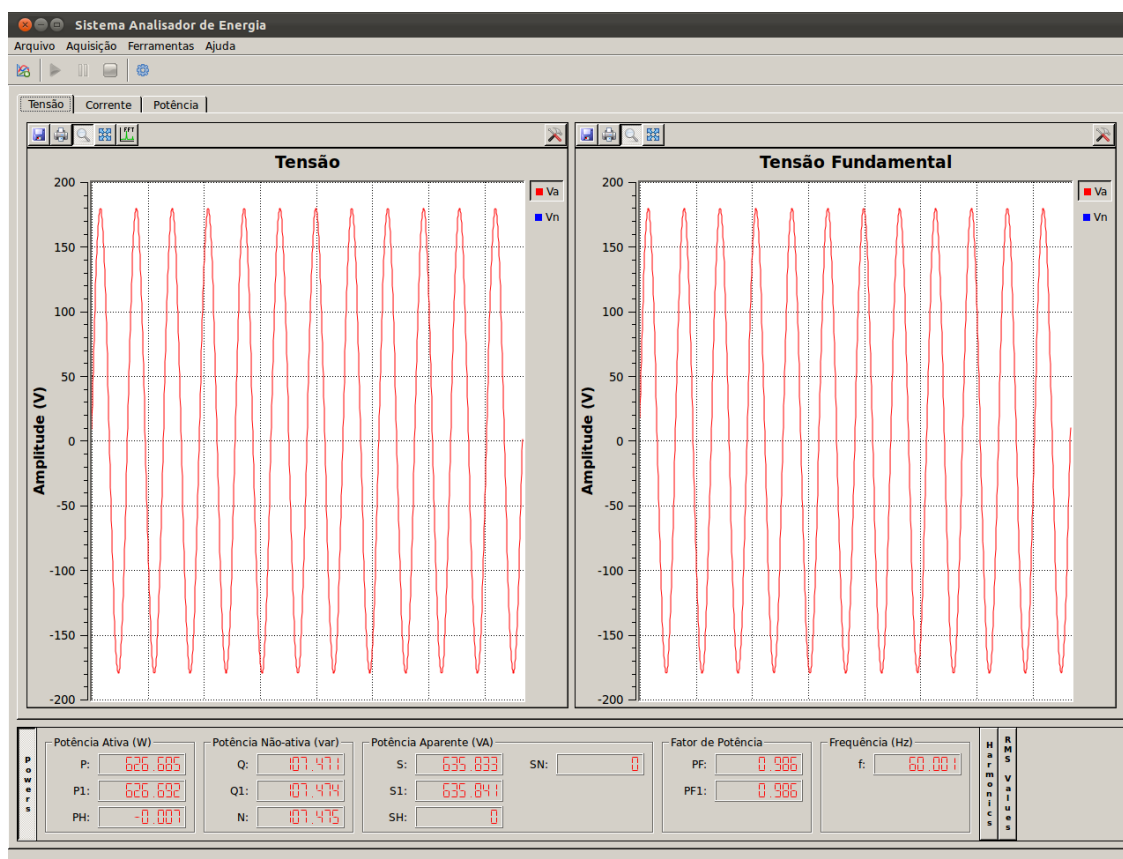 Sistema Analisador de Energia
Arquivo Aquisição Ferramentas Ajuda
Tensão Corrente Potência
FFT
Tensão
200
150
100
50
0
-50
-100
-150
-200
Amplitude (V)
Va
Vn
Tensão Fundamental
200
150
100
50
0
-50
-100
-150
-200
Amplitude (V)
Va
Vn
Powers
Potência Ativa (W)
P: 626.685
P1: 626.692
PH: -0.007
Potência Não-ativa (var)
Q: 107.471
Q1: 107.474
N: 107.475
Potência Aparente (VA)
S: 635.833
SN: 0
S1: 635.841
SH: 0
Fator de Potência
PF: 0.986
PF1: 0.986
Frequência (Hz)
f: 60.001
Harmonics
RMS Values